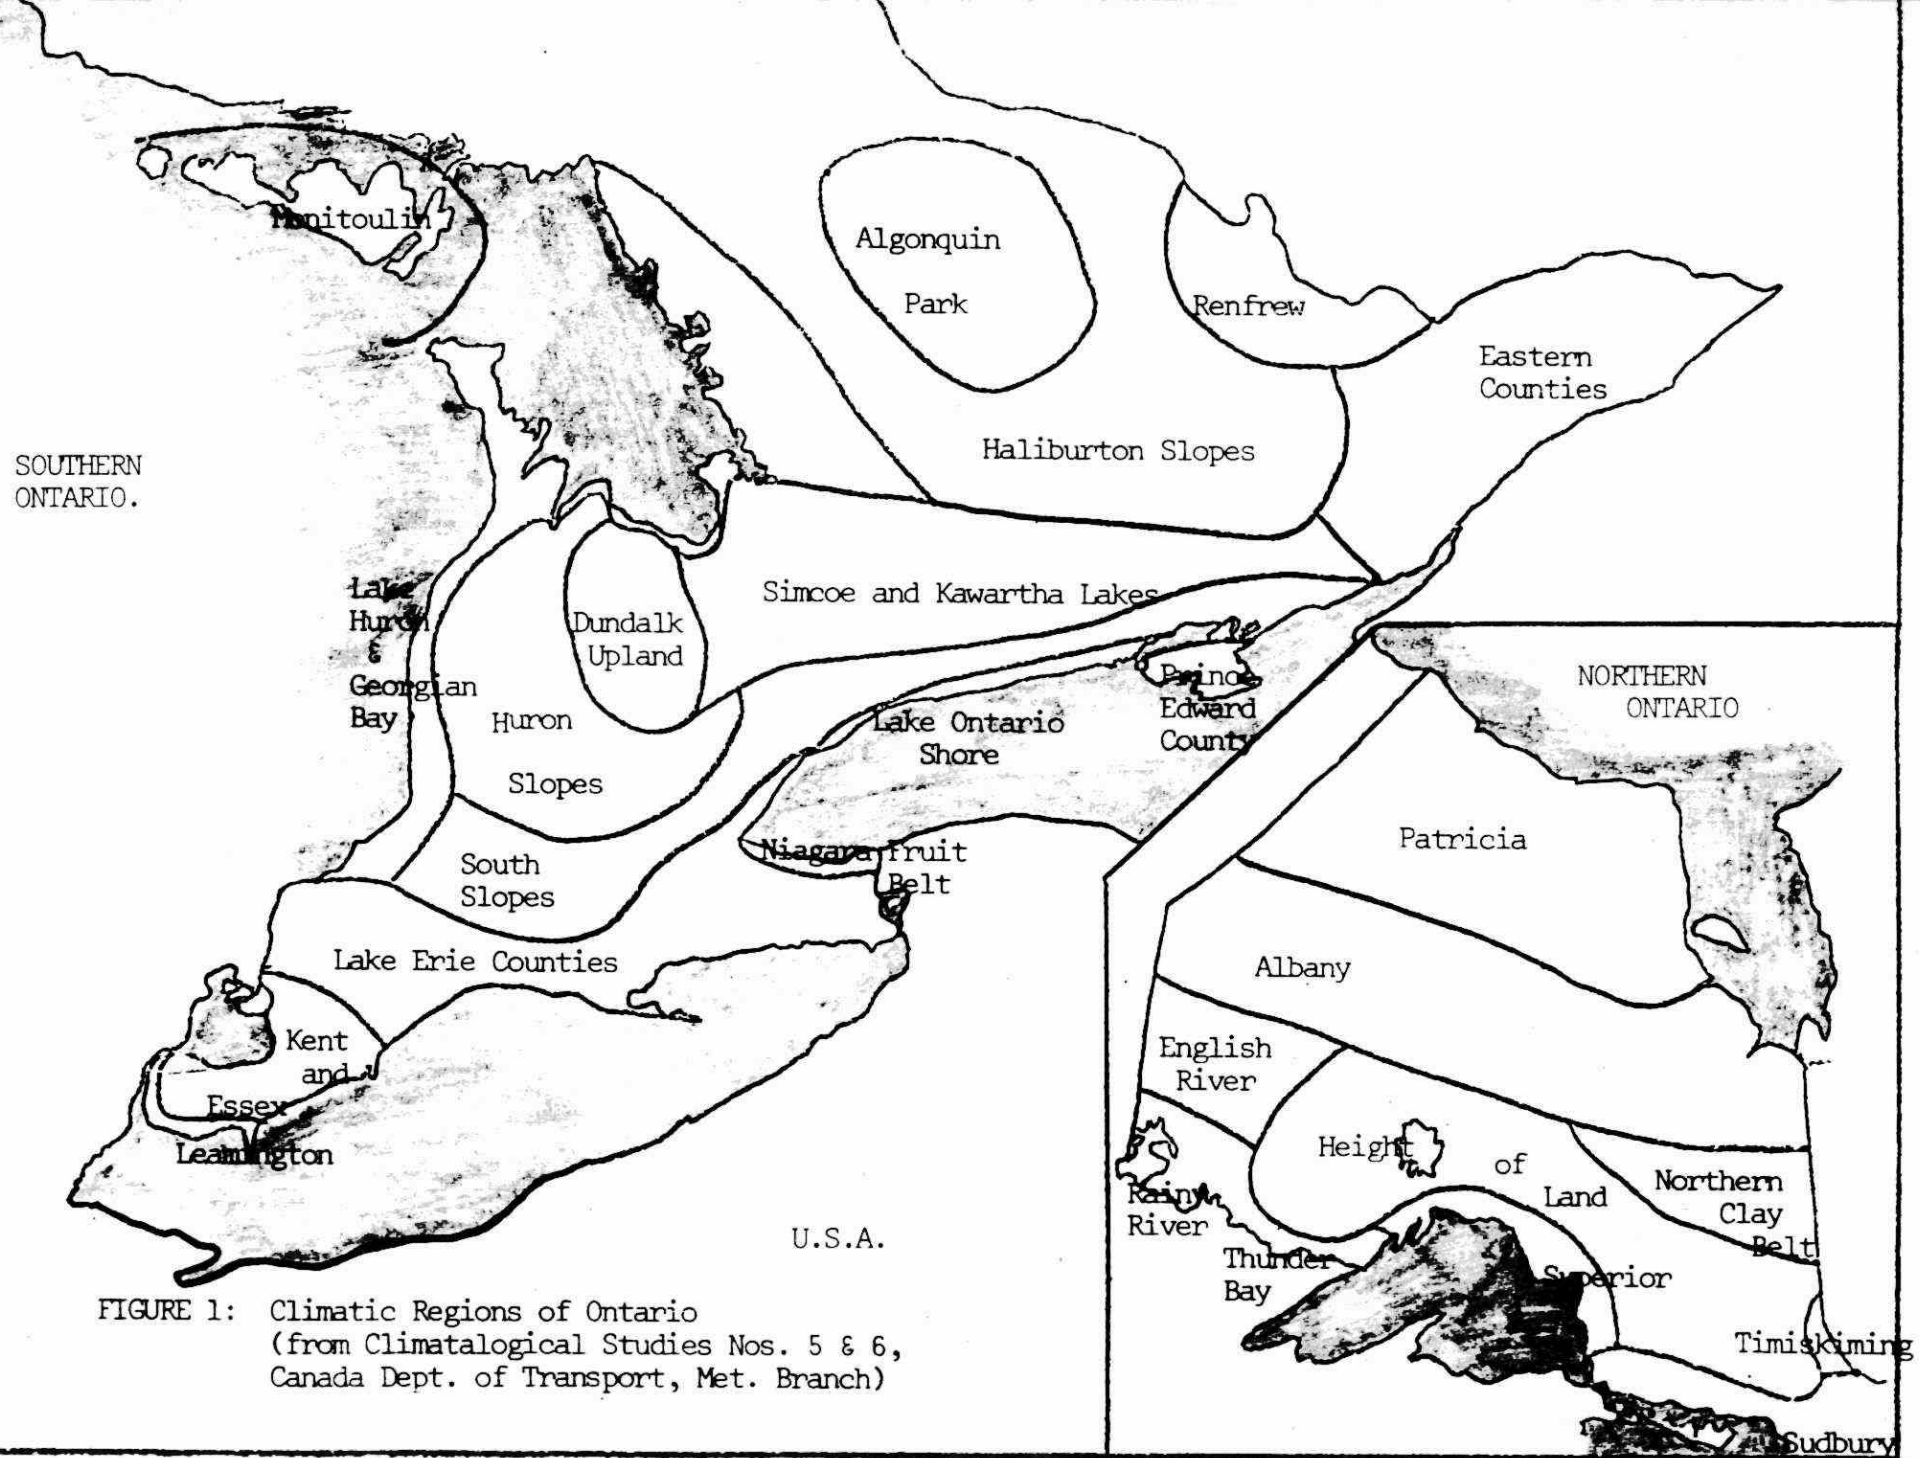 Manitoulin
Algonquin
Park
Renfrew
Eastern
Counties
Haliburton Slopes
SOUTHERN
ONTARIO.
Lake
Huron
&
Georgian
Bay
Simcoe and Kawartha Lakes
Dundalk
Upland
Huron
Slopes
Lake Ontario
Shore
Prince
Edward
County
Niagara Fruit
Belt
South
Slopes
Lake Erie Counties
Kent
and
Essex
Leamington
U.S.A.
NORTHERN
ONTARIO
Patricia
Albany
English
River
Height
of
Land
Northern
Clay
Belt
Rainy
River
Thunder
Bay
Superior
Timiskiming
Sudbury
FIGURE 1: Climatic Regions of Ontario
(from Climatalogical Studies Nos. 5 & 6,
Canada Dept. of Transport, Met. Branch)